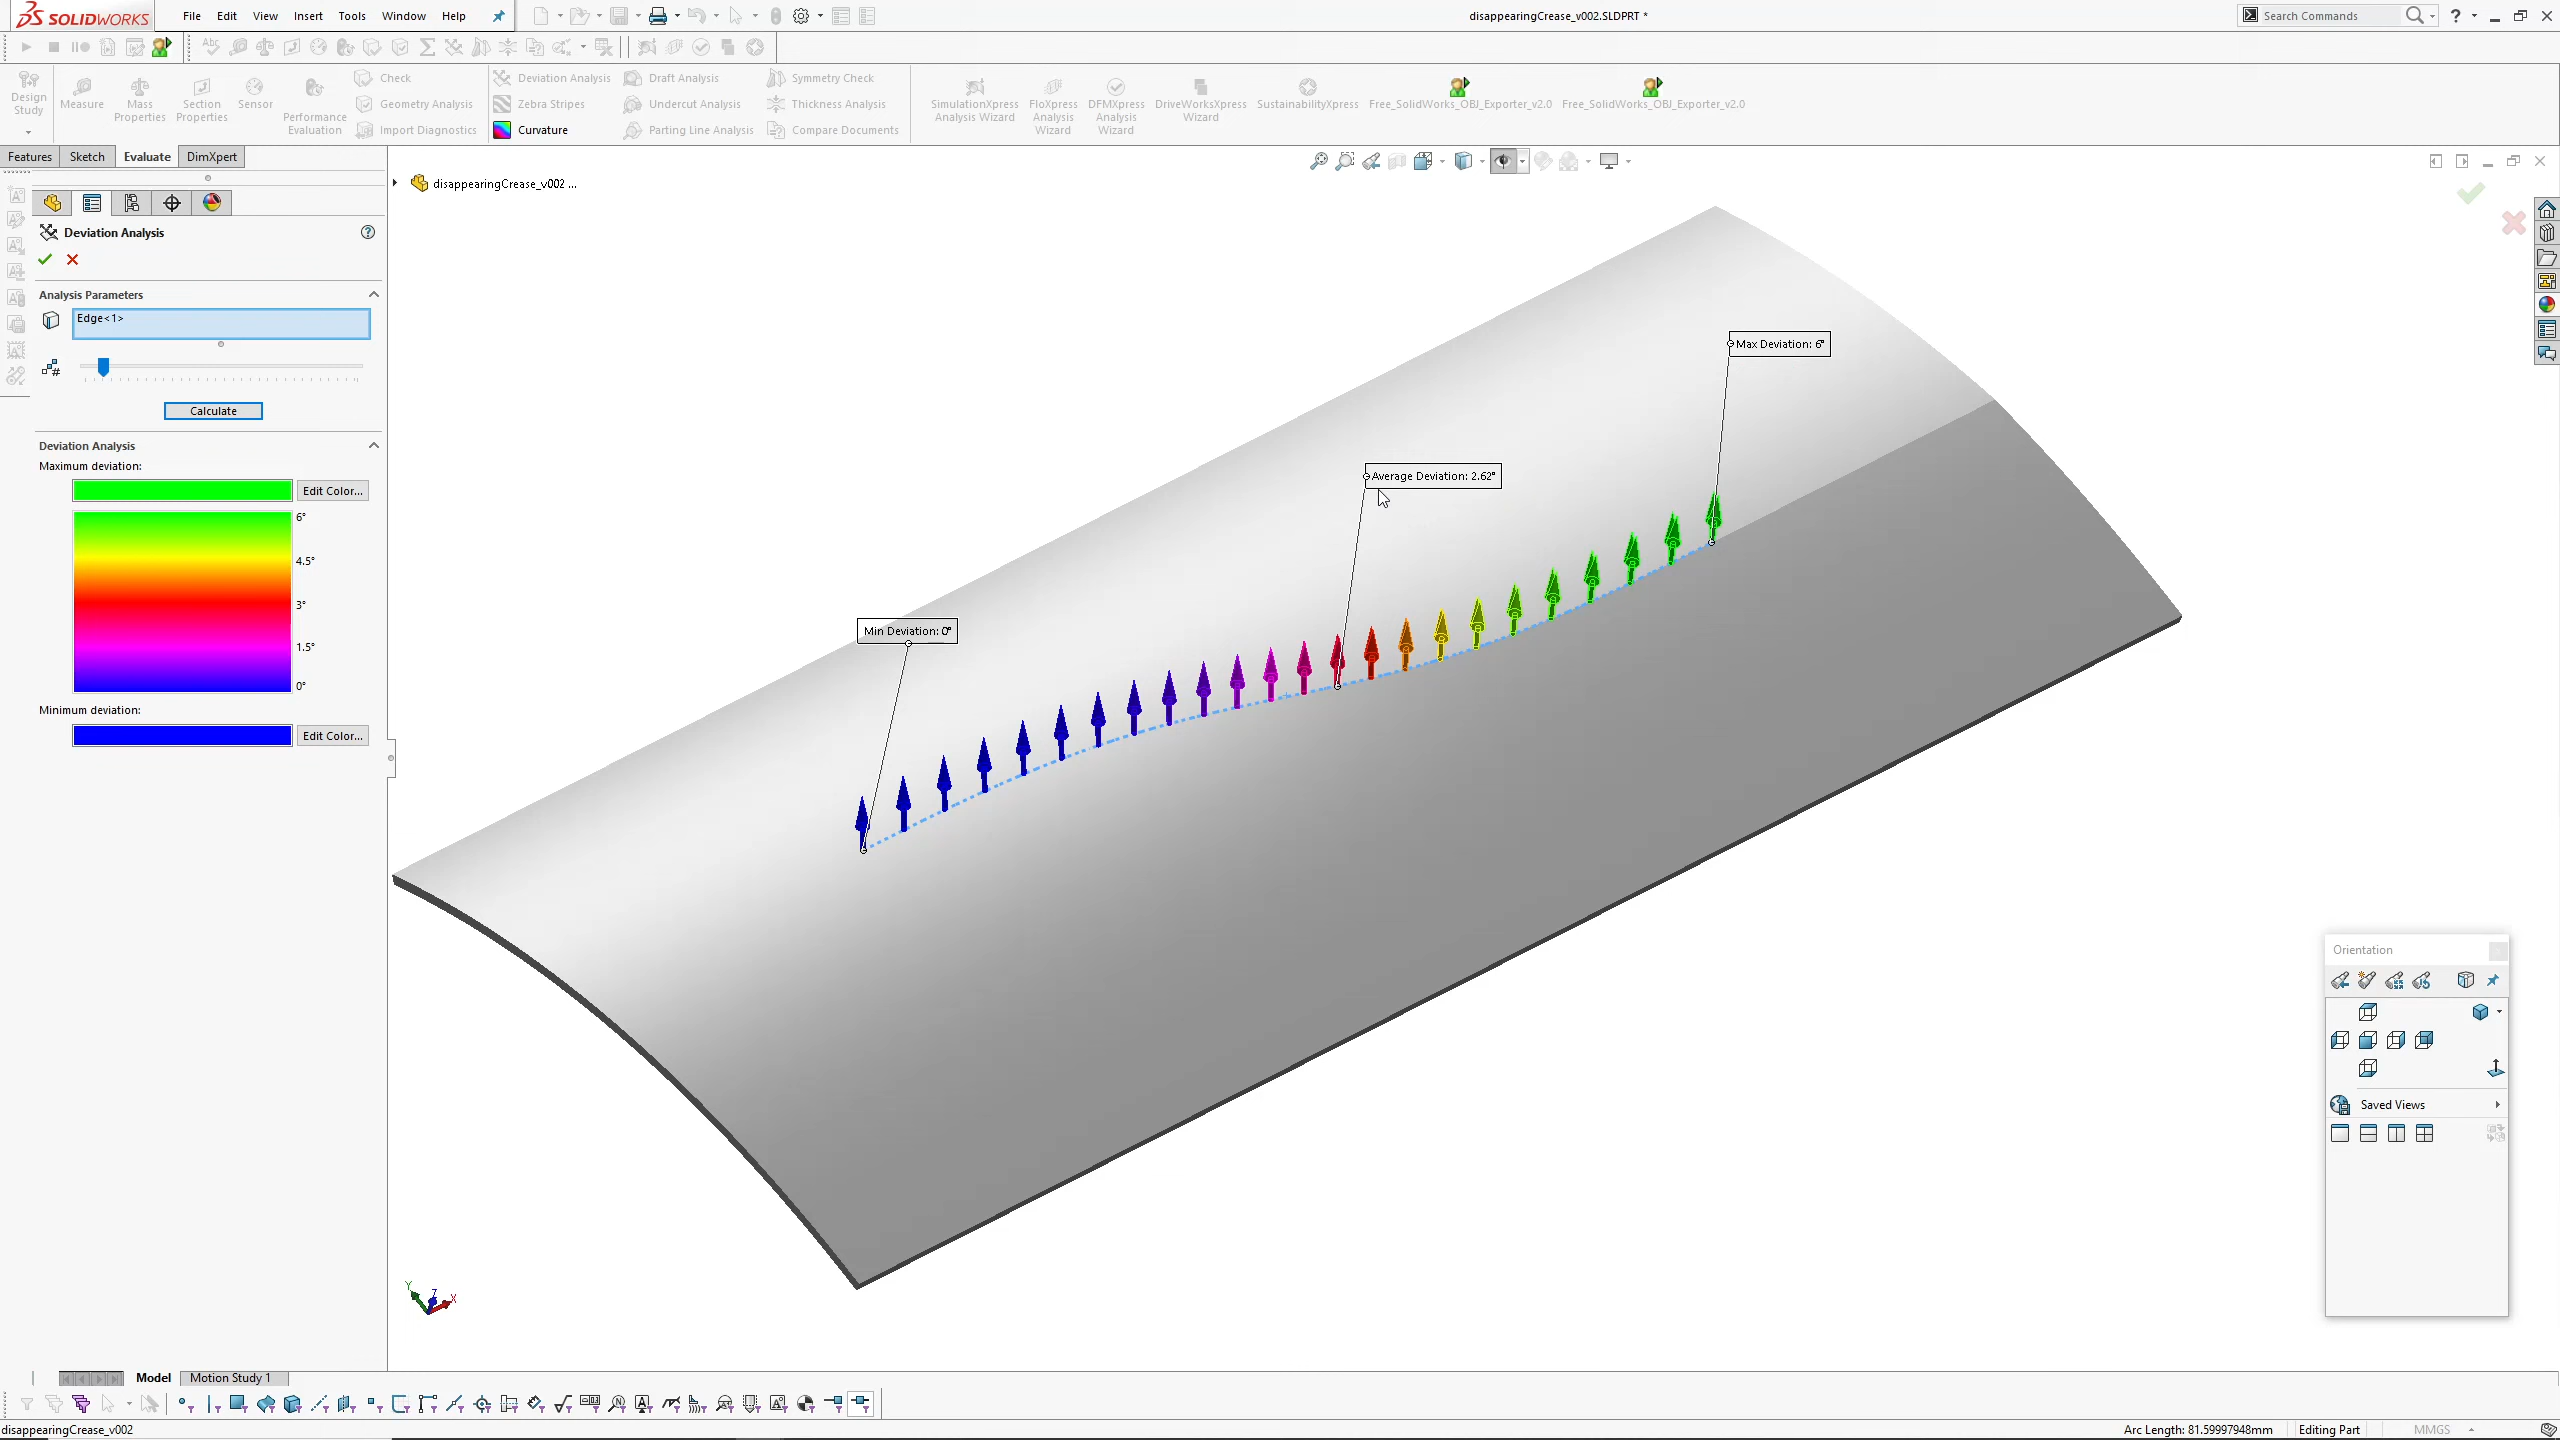 SOLIDWORKS
File Edit View Insert Tools Window Help
disappearingCrease_v002.SLDPRT *
Search Commands
?
Design Study
Measure
Mass Properties
Section Properties
Sensor
Performance Evaluation
Check
Geometry Analysis
Import Diagnostics
Deviation Analysis
Zebra Stripes
Curvature
Draft Analysis
Undercut Analysis
Parting Line Analysis
Symmetry Check
Thickness Analysis
Compare Documents
SimulationXpress Analysis Wizard
FloXpress Analysis Wizard
DFMXpress Analysis Wizard
DriveWorksXpress Wizard
SustainabilityXpress
Free_SolidWorks_OBJ_Exporter_v2.0
Free_SolidWorks_OBJ_Exporter_v2.0
Features Sketch Evaluate DimXpert
disappearingCrease_v002 ...
Deviation Analysis
Analysis Parameters
Edge<1>
Calculate
Deviation Analysis
Maximum deviation:
Edit Color...
6°
4.5°
3°
1.5°
0°
Minimum deviation:
Edit Color...
Max Deviation: 6°
Average Deviation: 2.62°
Min Deviation: 0°
Y Z X
Orientation
Saved Views
Model Motion Study 1
disappearingCrease_v002
Arc Length: 81.59997948mm Editing Part MMGS